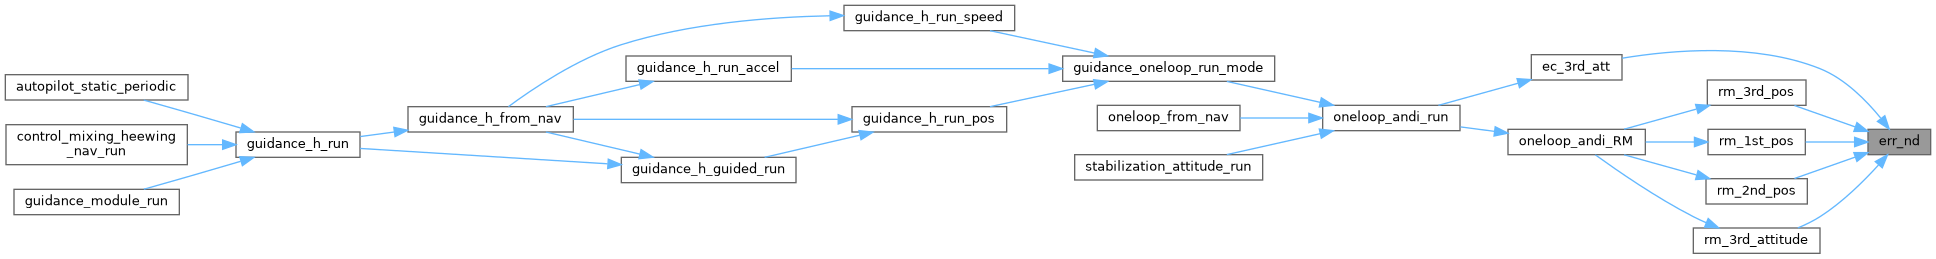 guidance_h_run_speed
guidance_h_run_accel
guidance_oneloop_run_mode
ec_3rd_att
autopilot_static_periodic
rm_3rd_pos
guidance_h_from_nav
guidance_h_run_pos
oneloop_from_nav
oneloop_andi_run
control_mixing_heewing
_nav_run
guidance_h_run
oneloop_andi_RM
rm_1st_pos
err_nd
guidance_h_guided_run
stabilization_attitude_run
guidance_module_run
rm_2nd_pos
rm_3rd_attitude